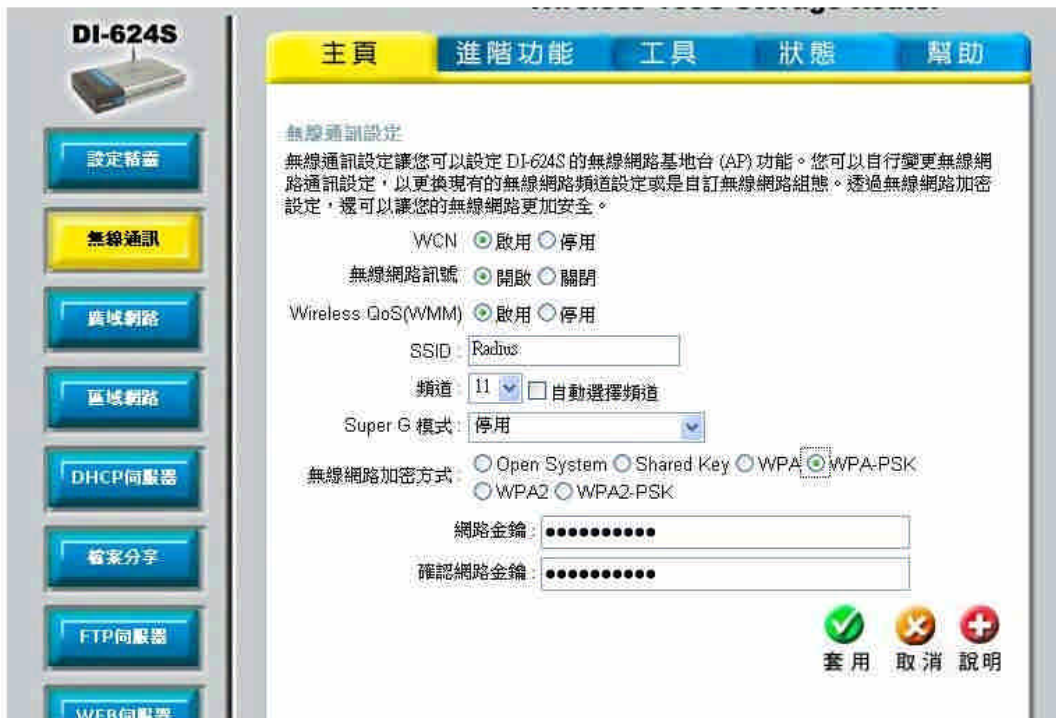 DI-624S
主頁
進階功能
工具
狀態
幫助
設定精靈
無線通訊
廣域網路
區域網路
DHCP伺服器
檔案分享
FTP伺服器
WEB伺服器
無線通訊設定
無線通訊設定讓您可以設定 DI-624S 的無線網路基地台 (AP) 功能。您可以自行變更無線網
路通訊設定，以更換現有的無線網路頻道設定或是自訂無線網路組態。透過無線網路加密
設定，還可以讓您的無線網路更加安全。
WCN 啟用 停用
無線網路訊號 開啟 關閉
Wireless QoS(WMM) 啟用 停用
SSID : Radius
頻道 : 11 自動選擇頻道
Super G 模式 : 停用
無線網路加密方式 : Open System Shared Key WPA WPA-PSK
WPA2 WPA2-PSK
網路金鑰 : ●●●●●●●●●●
確認網路金鑰 : ●●●●●●●●●●
套用 取消 說明